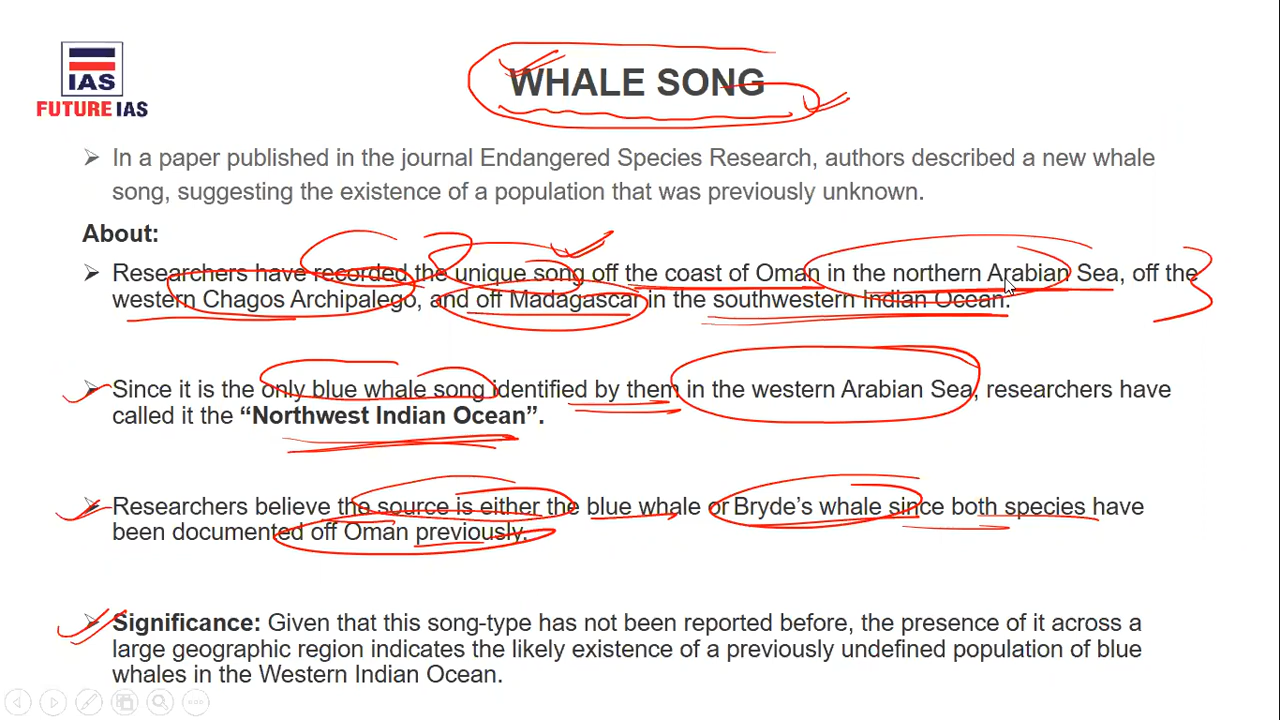 IAS
FUTURE IAS
WHALE SONG
➢ In a paper published in the journal Endangered Species Research, authors described a new whale
song, suggesting the existence of a population that was previously unknown.
About:
➢ Researchers have recorded the unique song off the coast of Oman in the northern Arabian Sea, off the
western Chagos Archipelago, and off Madagascar in the southwestern Indian Ocean.
➢ Since it is the only blue whale song identified by them in the western Arabian Sea, researchers have
called it the “Northwest Indian Ocean”.
➢ Researchers believe the source is either the blue whale or Bryde’s whale since both species have
been documented off Oman previously.
➢ Significance: Given that this song-type has not been reported before, the presence of it across a
large geographic region indicates the likely existence of a previously undefined population of blue
whales in the Western Indian Ocean.